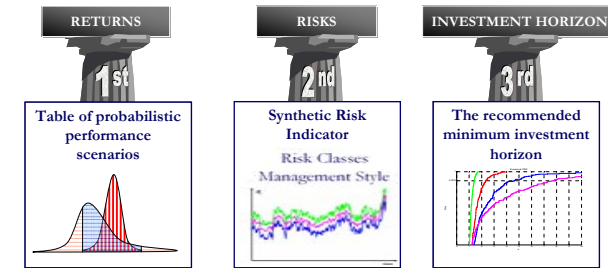 RETURNS
1st
Table of probabilistic
performance
scenarios
RISKS
2nd
Synthetic Risk
Indicator
Risk Classes
Management Style
INVESTMENT HORIZON
3rd
The recommended
minimum investment
horizon